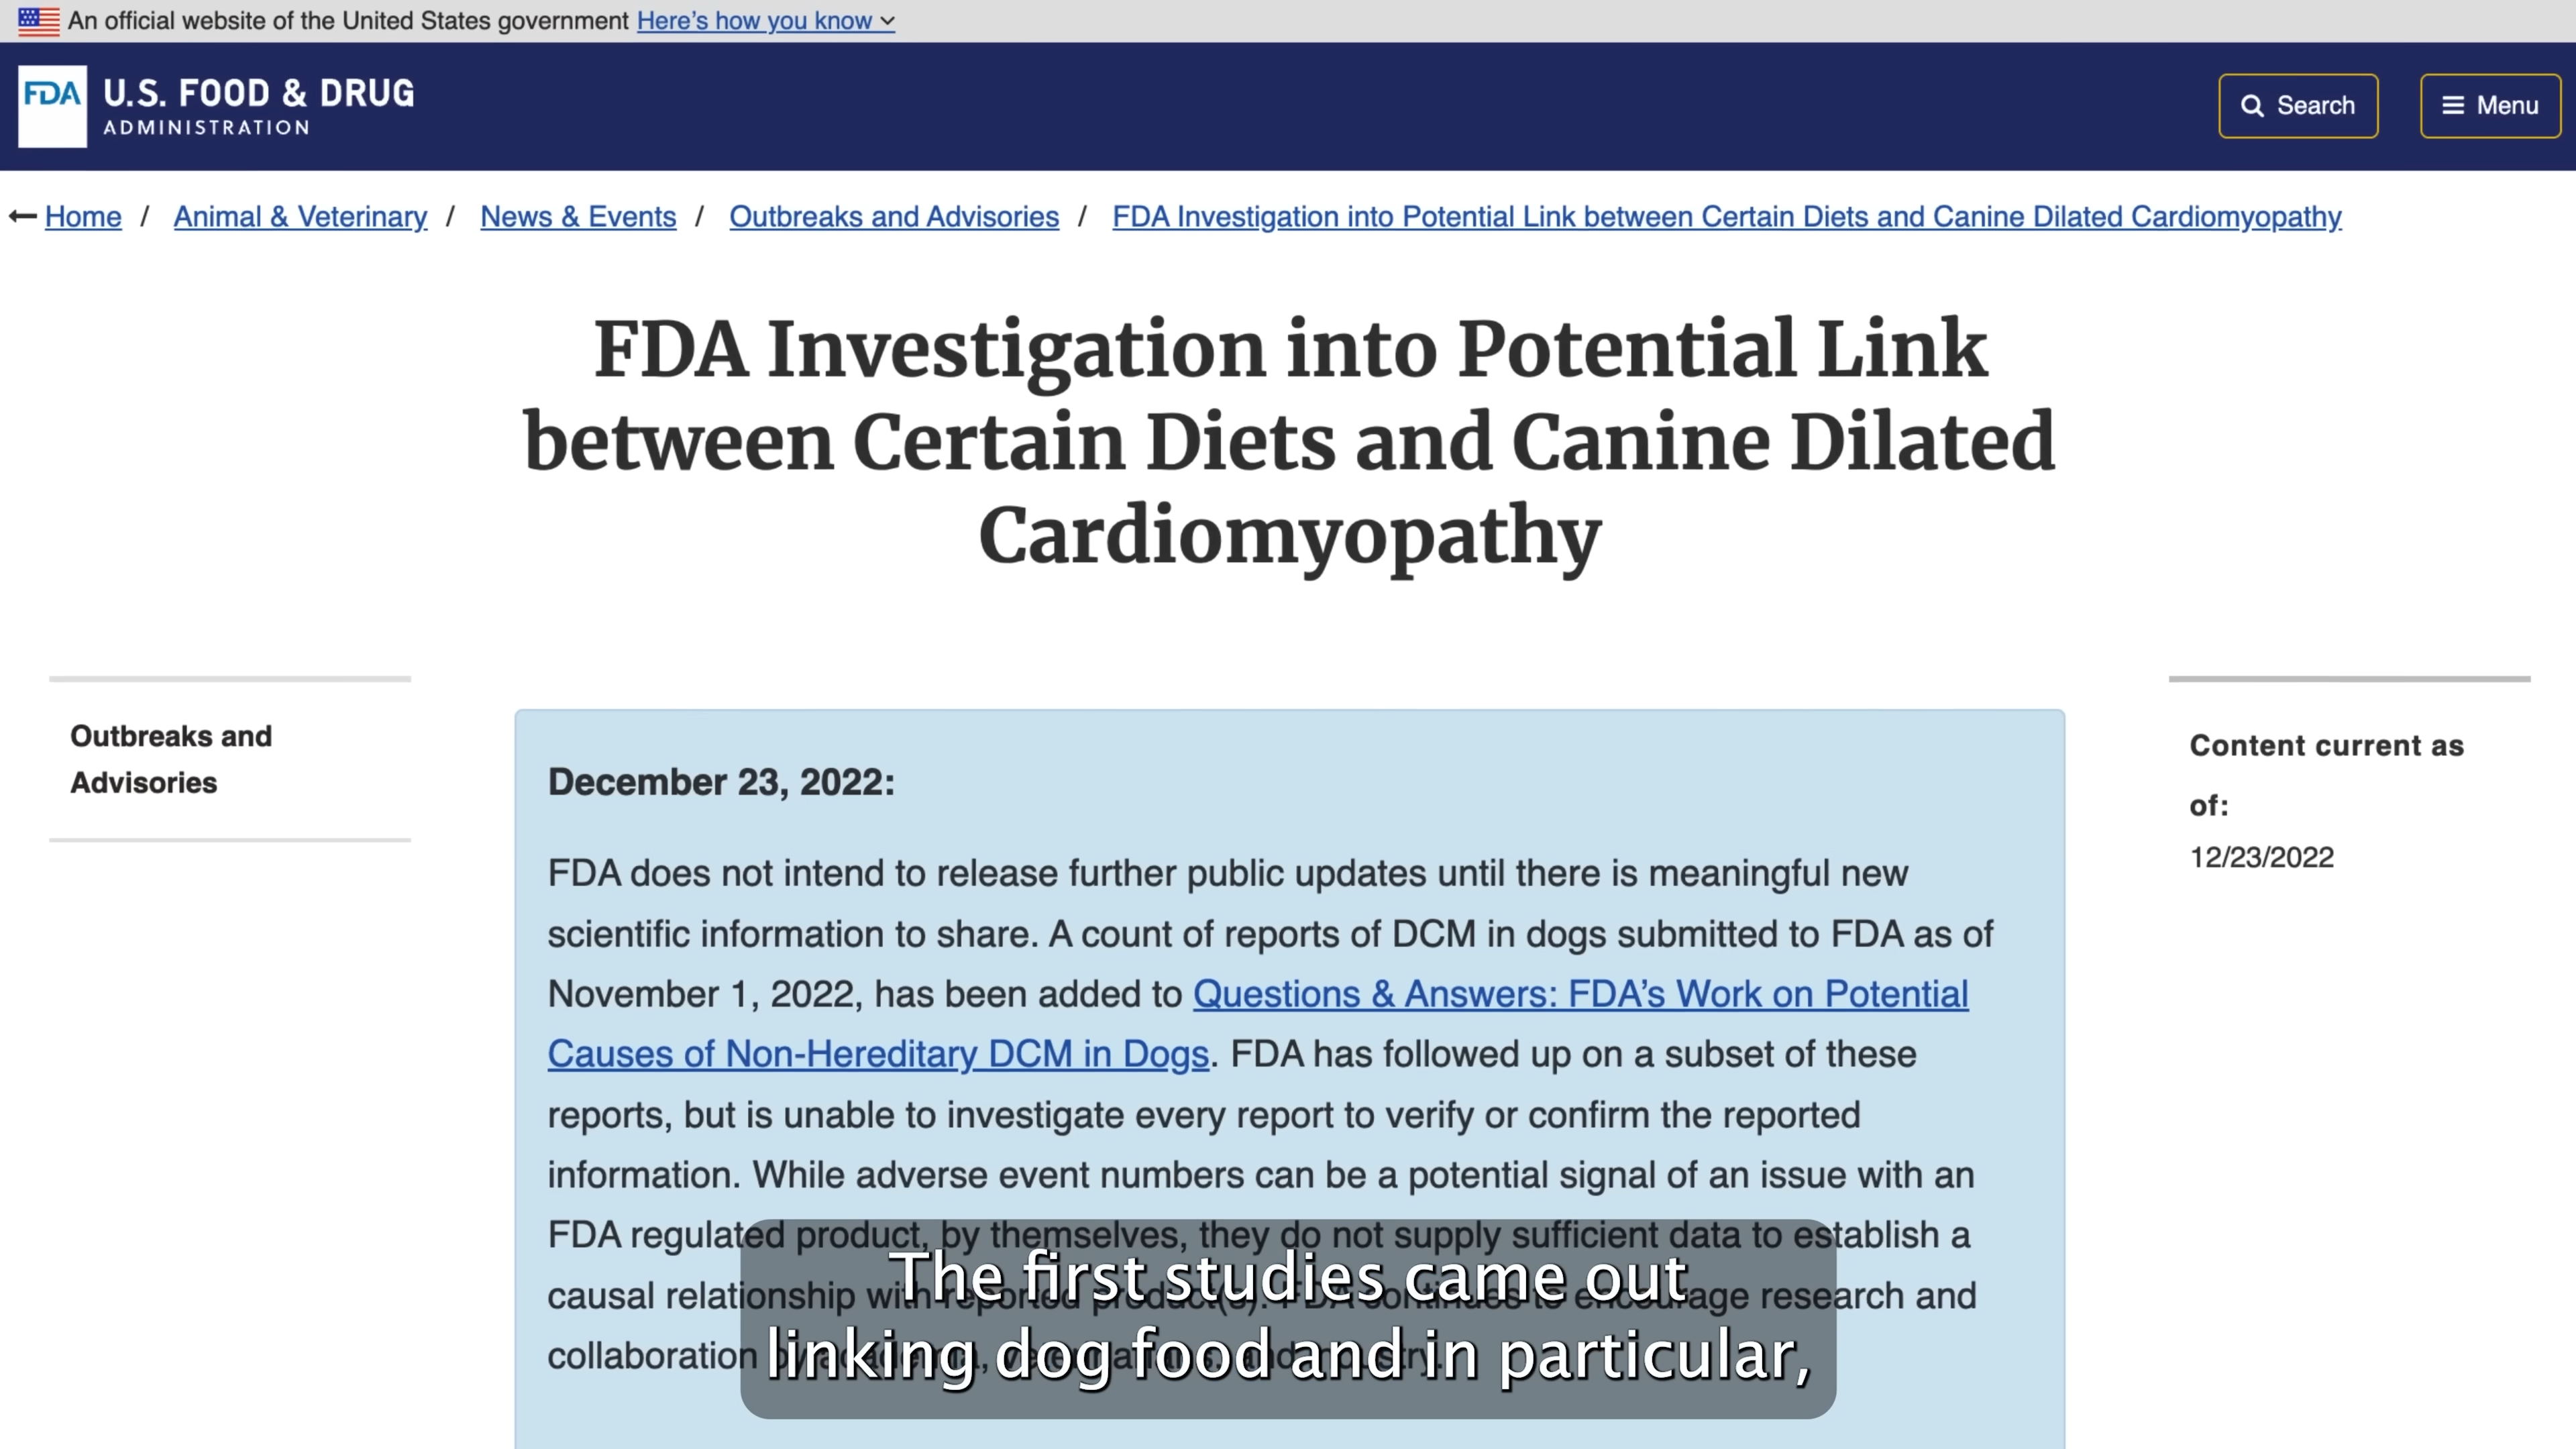 An official website of the United States government Here's how you know
FDA U.S. FOOD & DRUG
ADMINISTRATION
Search
Menu
Home / Animal & Veterinary / News & Events / Outbreaks and Advisories / FDA Investigation into Potential Link between Certain Diets and Canine Dilated Cardiomyopathy
FDA Investigation into Potential Link
between Certain Diets and Canine Dilated
Cardiomyopathy
Outbreaks and
Advisories
December 23, 2022:
FDA does not intend to release further public updates until there is meaningful new
scientific information to share. A count of reports of DCM in dogs submitted to FDA as of
November 1, 2022, has been added to Questions & Answers: FDA's Work on Potential
Causes of Non-Hereditary DCM in Dogs. FDA has followed up on a subset of these
reports, but is unable to investigate every report to verify or confirm the reported
information. While adverse event numbers can be a potential signal of an issue with an
FDA regulated product, by themselves, they do not supply sufficient data to establish a
causal relationship with reported product(s). FDA continues to encourage research and
collaboration
Content current as
of:
12/23/2022
The first studies came out
linking dog food and in particular,